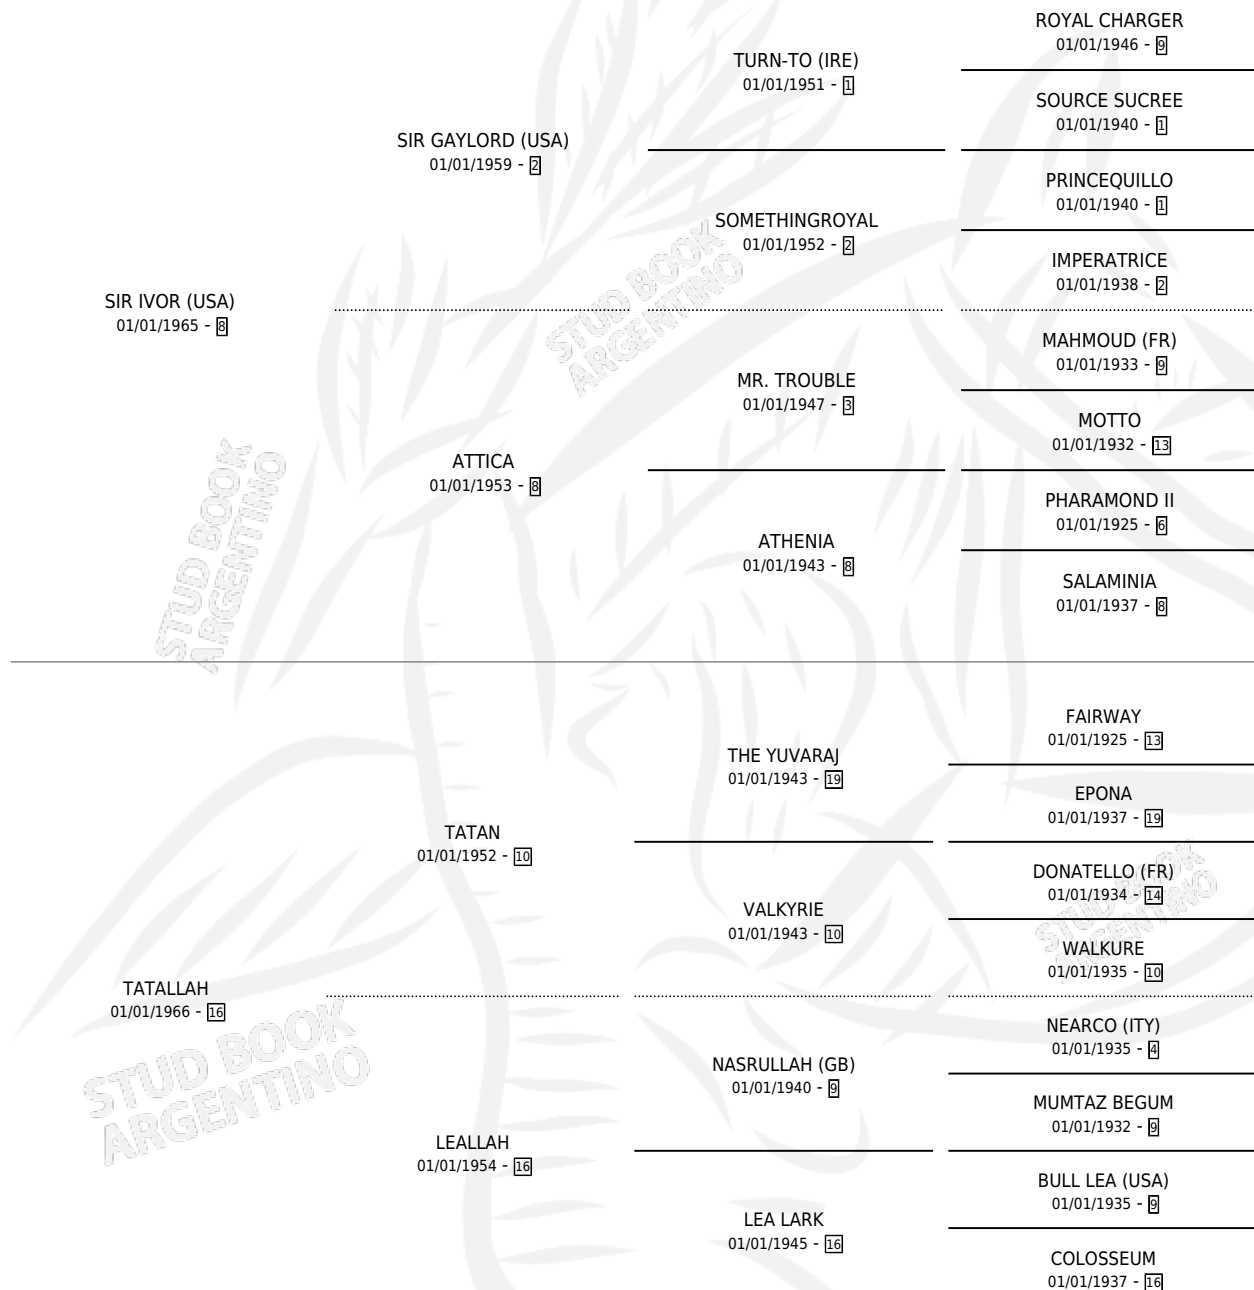 ROYAL CHARGER
01/01/1946 - 9
TURN-TO (IRE)
01/01/1951 - 1
SOURCE SUCREE
01/01/1940 - 1
SIR GAYLORD (USA)
01/01/1959 - 2
PRINCEQUILLO
01/01/1940 - 1
SOMETHINGROYAL
01/01/1952 - 2
IMPERATRICE
01/01/1938 - 2
STUD BOOK
ARGENTINO
SIR IVOR (USA)
01/01/1965 - 8
MAHMOUD (FR)
01/01/1933 - 9
MR. TROUBLE
01/01/1947 - 3
MOTTO
01/01/1932 - 13
ATTICA
01/01/1953 - 8
PHARAMOND II
01/01/1925 - 6
ATHENIA
01/01/1943 - 8
SALAMINIA
01/01/1937 - 8
STUD BOOK
ARGENTINO
FAIRWAY
01/01/1925 - 13
THE YUVARAJ
01/01/1943 - 19
EPONA
01/01/1937 - 19
TATAN
01/01/1952 - 10
DONATELLO (FR)
01/01/1934 - 14
VALKYRIE
01/01/1943 - 10
STUD BOOK
ARGENTINO
WALKURE
01/01/1935 - 10
TATALLAH
01/01/1966 - 16
NEARCO (ITY)
01/01/1935 - 4
NASRULLAH (GB)
01/01/1940 - 9
STUD BOOK
ARGENTINO
MUMTAZ BEGUM
01/01/1932 - 9
LEALLAH
01/01/1954 - 16
BULL LEA (USA)
01/01/1935 - 9
LEA LARK
01/01/1945 - 16
COLOSSEUM
01/01/1937 - 16